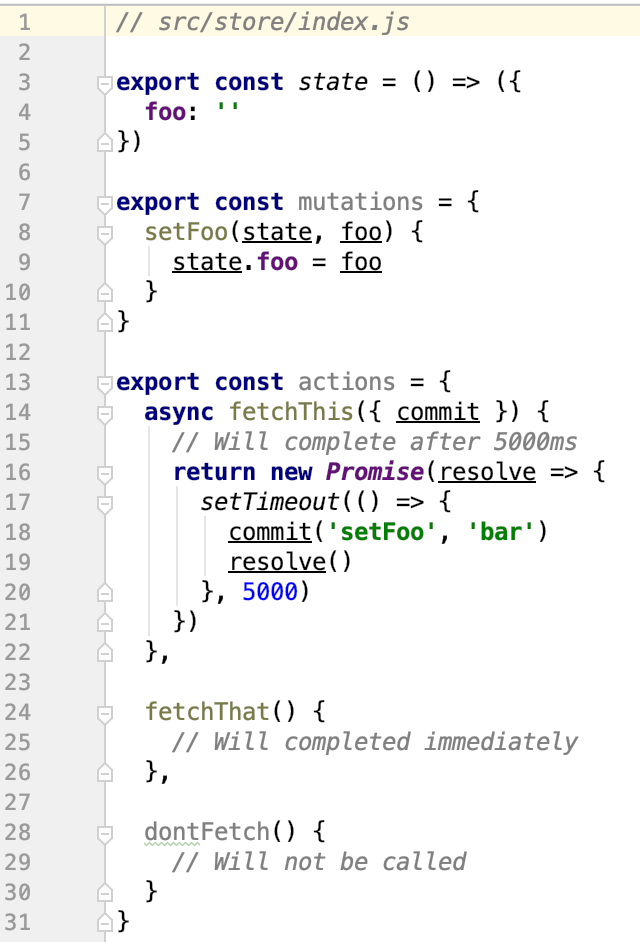 1 // src/store/index.js
2
3 export const state = () => ({
4   foo: ''
5 })
6
7 export const mutations = {
8   setFoo(state, foo) {
9     state.foo = foo
10   }
11 }
12
13 export const actions = {
14   async fetchThis({ commit }) {
15     // Will complete after 5000ms
16     return new Promise(resolve => {
17       setTimeout(() => {
18         commit('setFoo', 'bar')
19         resolve()
20       }, 5000)
21     })
22   },
23
24   fetchThat() {
25     // Will completed immediately
26   },
27
28   dontFetch() {
29     // Will not be called
30   }
31 }